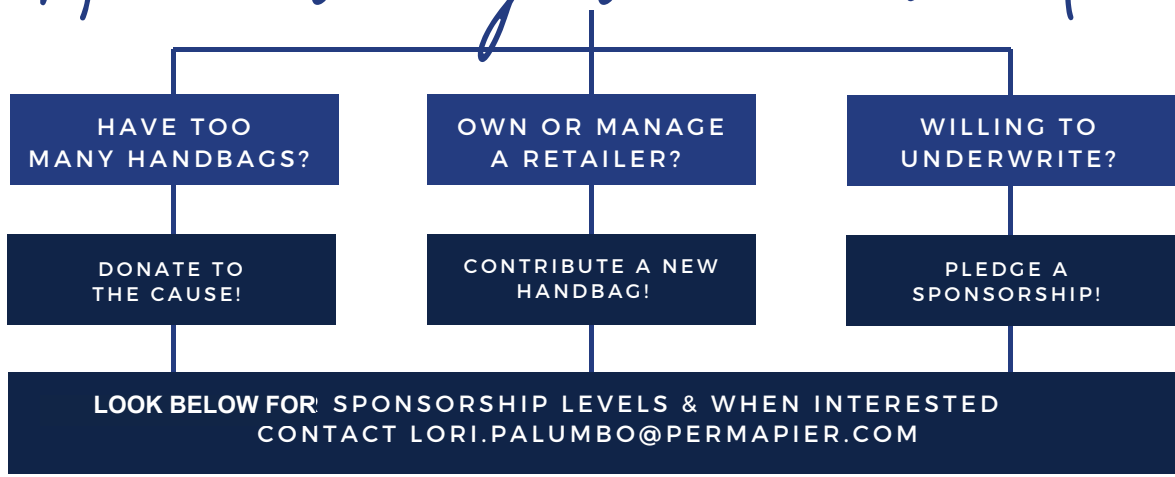 HAVE TOO
MANY HANDBAGS?
OWN OR MANAGE
A RETAILER?
WILLING TO
UNDERWRITE?
DONATE TO
THE CAUSE!
CONTRIBUTE A NEW
HANDBAG!
PLEDGE A
SPONSORSHIP!
LOOK BELOW FOR SPONSORSHIP LEVELS & WHEN INTERESTED
CONTACT LORI.PALUMBO@PERMAPIER.COM